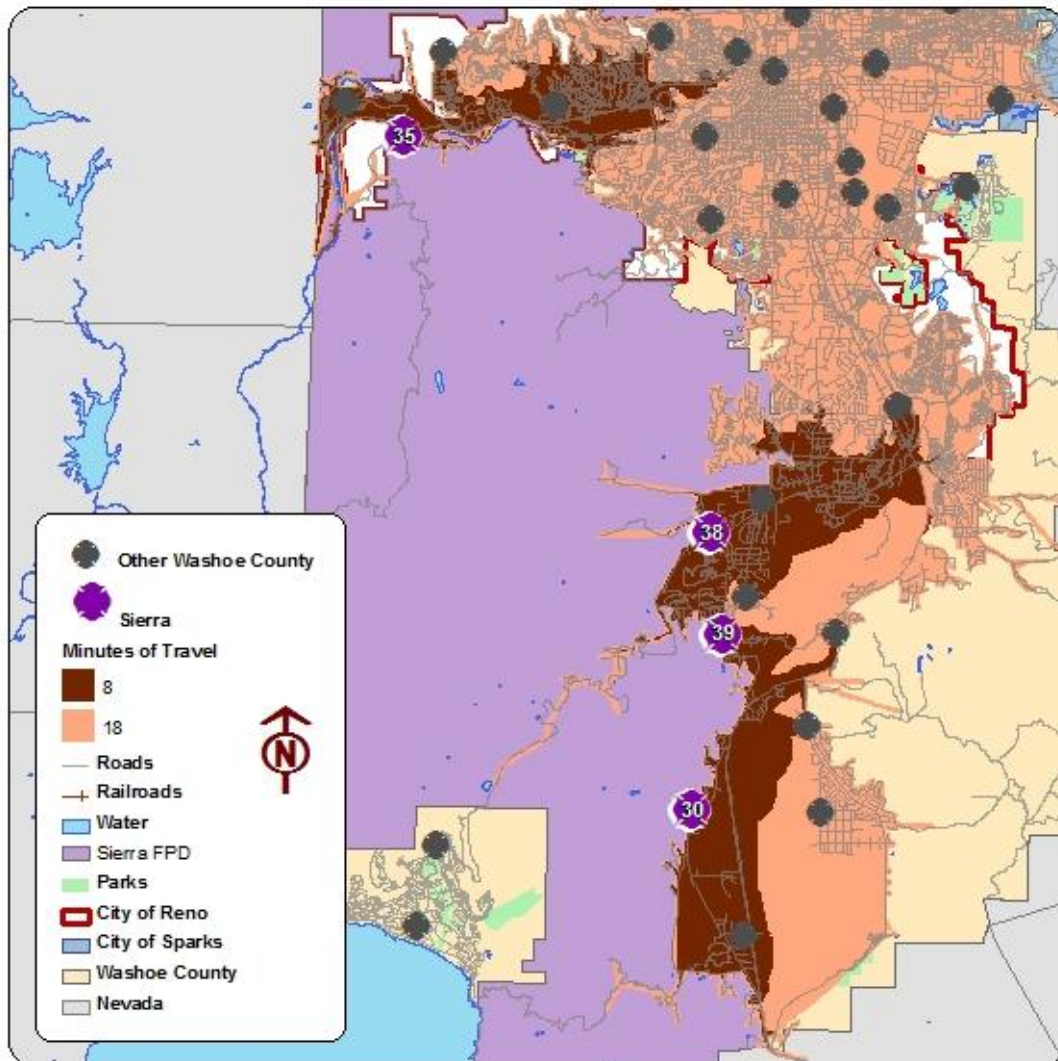 35
38
39
30
Other Washoe County
Sierra
Minutes of Travel
8
18
Roads
Railroads
Water
Sierra FPD
Parks
City of Reno
City of Sparks
Washoe County
Nevada
N